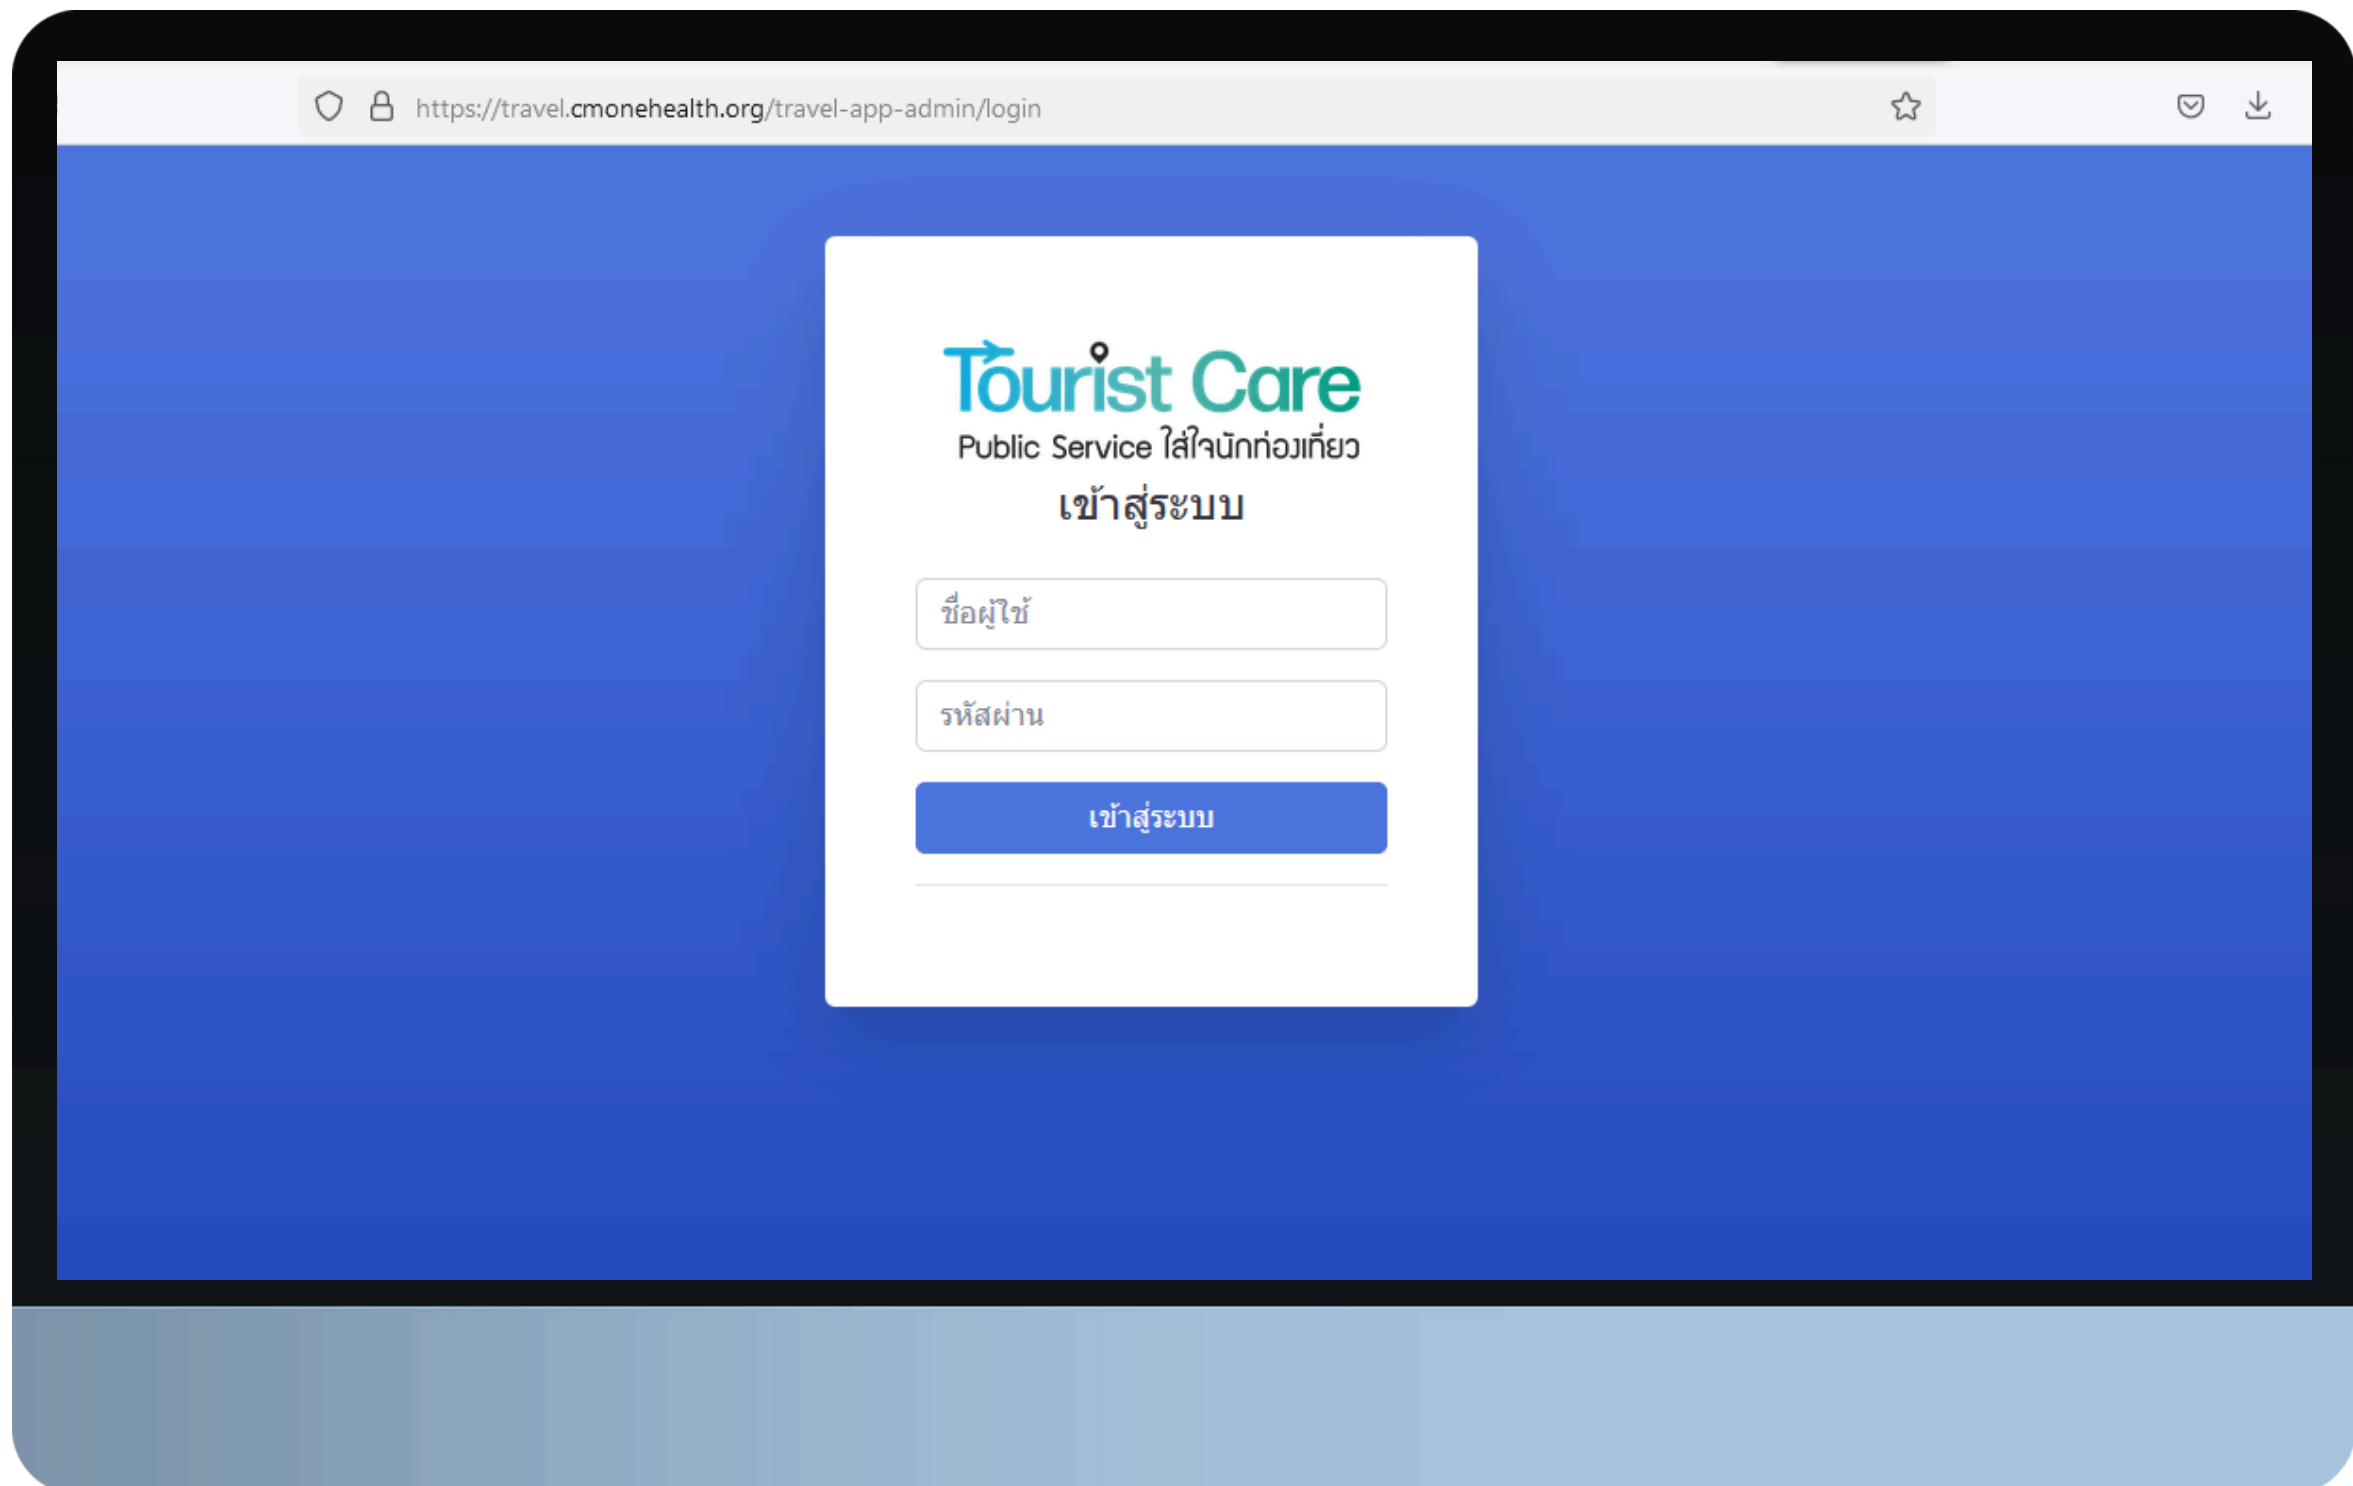 https://travel.cmonehealth.org/travel-app-admin/login
Tourist Care
Public Service ใส่ใจนักท่องเที่ยว
เข้าสู่ระบบ
ชื่อผู้ใช้
รหัสผ่าน
เข้าสู่ระบบ